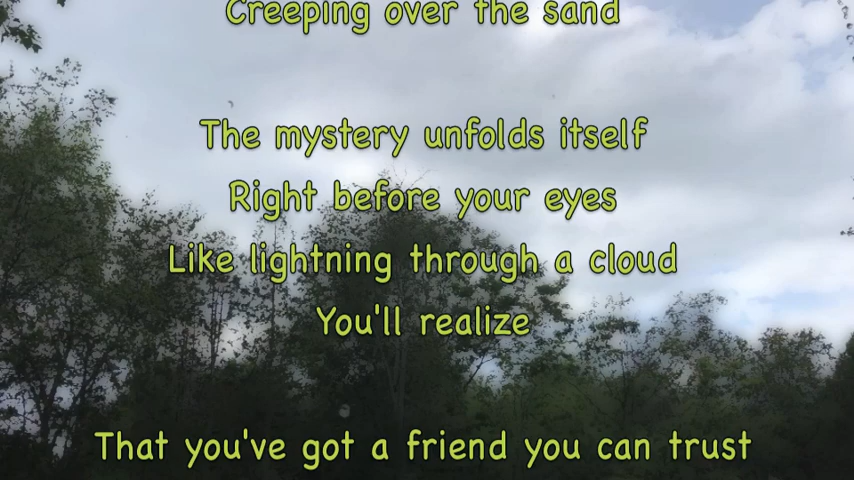 Creeping over the sand
The mystery unfolds itself
Right before your eyes
Like lightning through a cloud
You'll realize
That you've got a friend you can trust